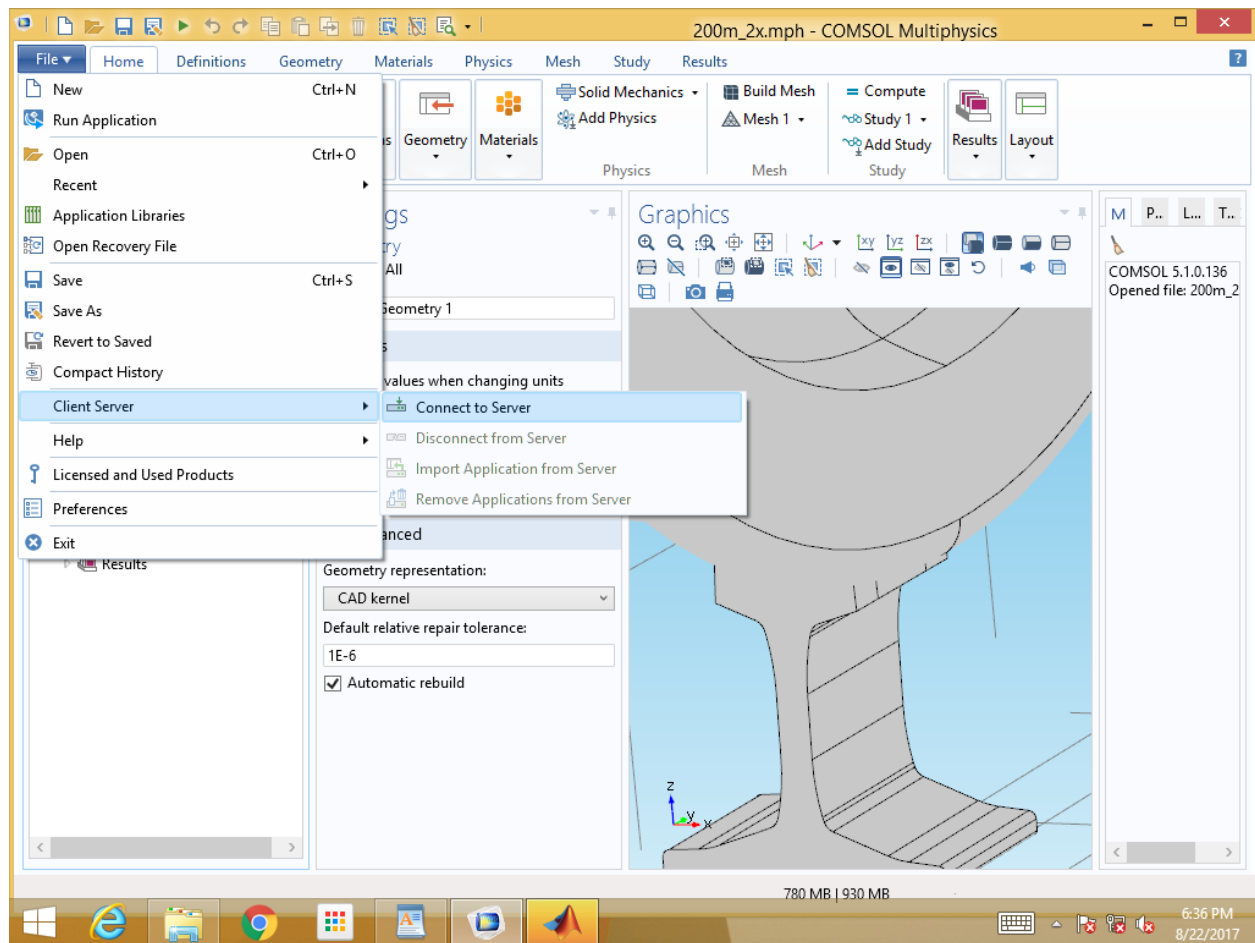 200m_2x.mph - COMSOL Multiphysics
File Home Definitions Geometry Materials Physics Mesh Study Results
New Ctrl+N
Run Application
Open Ctrl+O
Recent
Application Libraries
Open Recovery File
Save Ctrl+S
Save As
Revert to Saved
Compact History
Client Server
Help
Licensed and Used Products
Preferences
Exit
Connect to Server
Disconnect from Server
Import Application from Server
Remove Applications from Server
Geometry
Materials
Solid Mechanics
Add Physics
Physics
Build Mesh
Mesh 1
Mesh
= Compute
Study 1
Add Study
Study
Results
Layout
gs
ry
All
Geometry 1
values when changing units
anced
Geometry representation:
CAD kernel
Default relative repair tolerance:
1E-6
Automatic rebuild
Results
Graphics
xy yz zx
z
y
x
M P.. L... T..
COMSOL 5.1.0.136
Opened file: 200m_2
780 MB | 930 MB
6:36 PM
8/22/2017